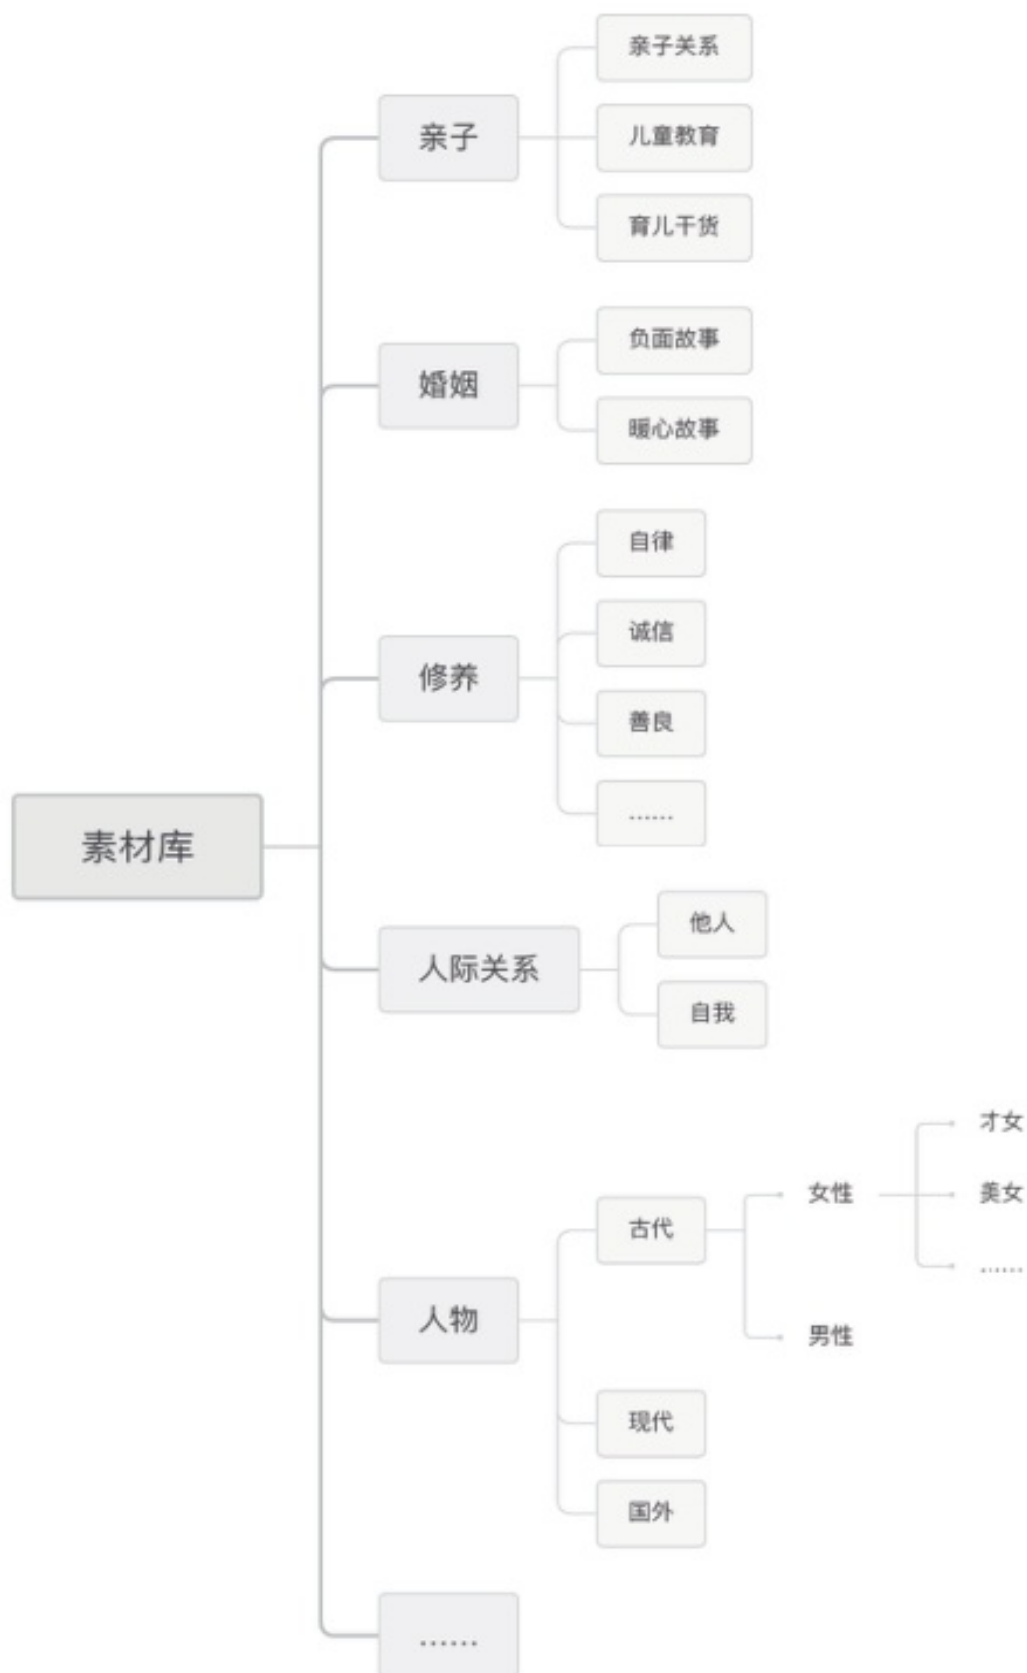 素材库
亲子
亲子关系
儿童教育
育儿干货
婚姻
负面故事
暖心故事
修养
自律
诚信
善良
……
人际关系
他人
自我
人物
古代
女性
才女
美女
……
男性
现代
国外
……